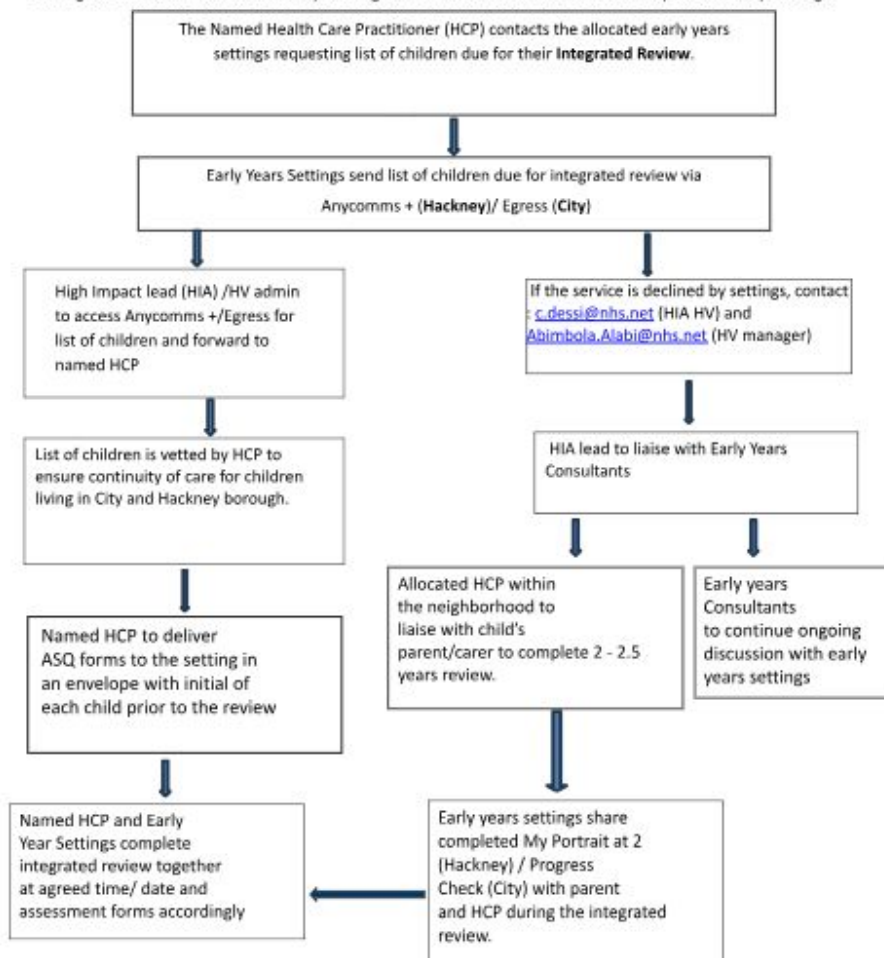 The Named Health Care Practitioner (HCP) contacts the allocated early years
settings requesting list of children due for their Integrated Review.
Early Years Settings send list of children due for integrated review via
Anycomms + (Hackney)/ Egress (City)
High Impact lead (HIA) /HV admin
to access Anycomms +/Egress for
list of children and forward to
named HCP
If the service is declined by settings, contact
: c.dessi@nhs.net (HIA HV) and
Abimbola.Alabi@nhs.net (HV manager)
List of children is vetted by HCP to
ensure continuity of care for children
living in City and Hackney borough.
HIA lead to liaise with Early Years
Consultants
Named HCP to deliver
ASQ forms to the setting in
an envelope with initial of
each child prior to the review
Allocated HCP within
the neighborhood to
liaise with child's
parent/carer to complete 2 - 2.5
years review.
Early years
Consultants
to continue ongoing
discussion with early
years settings
Named HCP and Early
Year Settings complete
integrated review together
at agreed time/ date and
assessment forms accordingly
Early years settings share
completed My Portrait at 2
(Hackney) / Progress
Check (City) with parent
and HCP during the integrated
review.